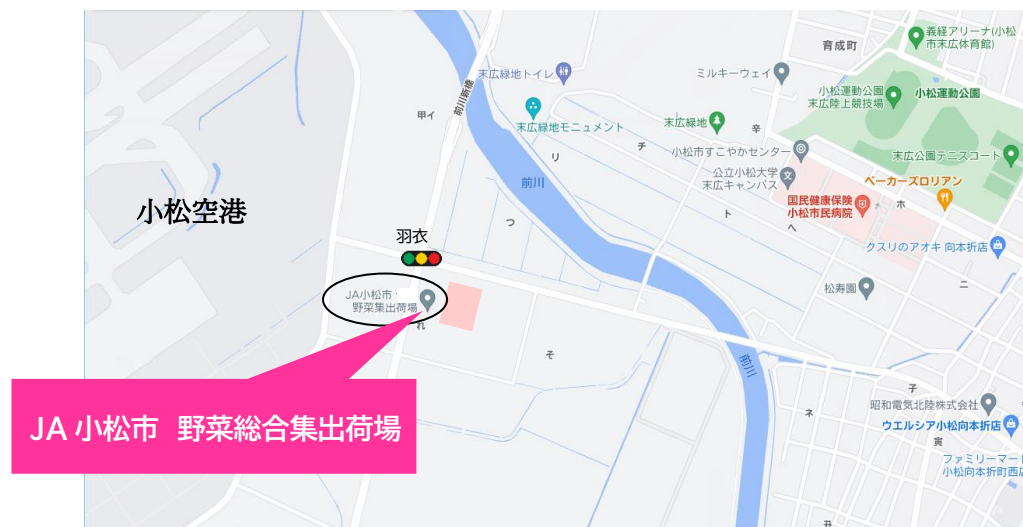 義経アリーナ(小松
市末広体育館)
育成町
末広緑地トイレ
ミルキーウェイ
小松運動公園
末広陸上競技場
小松運動公園
前川新橋
甲イ
末広緑地モニュメント
末広緑地
辛
チ
リ
小松市すこやかセンター
末広公園テニスコート
公立小松大学
末広キャンパス
ベーカーズロリアン
前川
国民健康保険
小松市民病院
ホ
小松空港
ト
へ
つ
羽衣
クスリのアオキ 向本折店
ニ
JA小松市
野菜集出荷場
松寿園
れ
そ
前川
子
昭和電気北陸株式会社
ネ
ウエルシア小松向本折店
寅
JA 小松市 野菜総合集出荷場
ファミリーマート
小松向本折町西店
丑